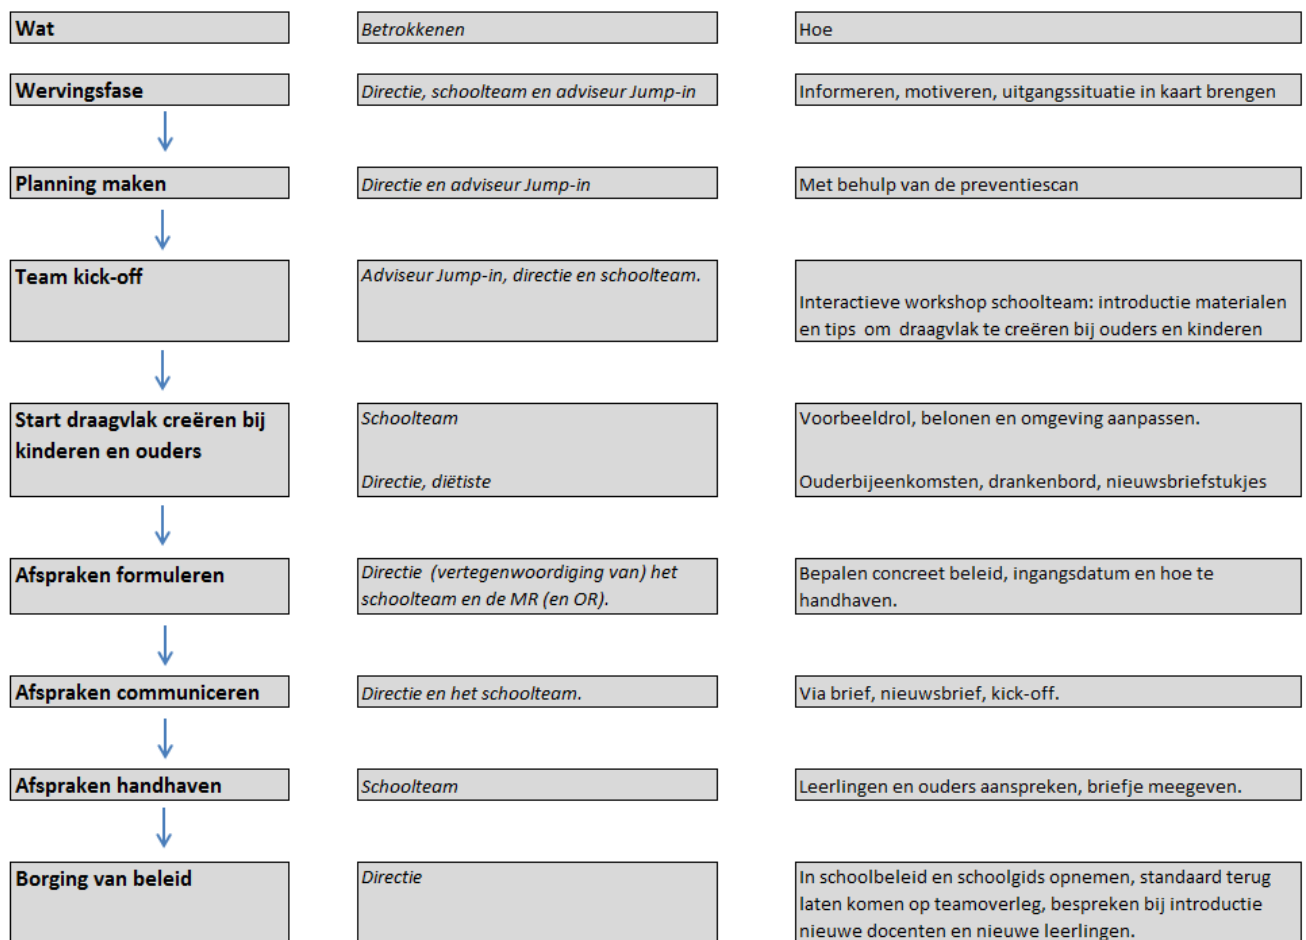 Wat
Betrokkenen
Hoe
Wervingsfase
Directie, schoolteam en adviseur Jump-in
Informeren, motiveren, uitgangssituatie in kaart brengen
Planning maken
Directie en adviseur Jump-in
Met behulp van de preventiescan
Team kick-off
Adviseur Jump-in, directie en schoolteam.
Interactieve workshop schoolteam: introductie materialen
en tips om draagvlak te creëren bij ouders en kinderen
Start draagvlak creëren bij
kinderen en ouders
Schoolteam
Directie, diëtiste
Voorbeeldrol, belonen en omgeving aanpassen.
Ouderbijeenkomsten, drankenbord, nieuwsbriefstukjes
Afspraken formuleren
Directie (vertegenwoordiging van) het
schoolteam en de MR (en OR).
Bepalen concreet beleid, ingangsdatum en hoe te
handhaven.
Afspraken communiceren
Directie en het schoolteam.
Via brief, nieuwsbrief, kick-off.
Afspraken handhaven
Schoolteam
Leerlingen en ouders aanspreken, briefje meegeven.
Borging van beleid
Directie
In schoolbeleid en schoolgids opnemen, standaard terug
laten komen op teamoverleg, bespreken bij introductie
nieuwe docenten en nieuwe leerlingen.